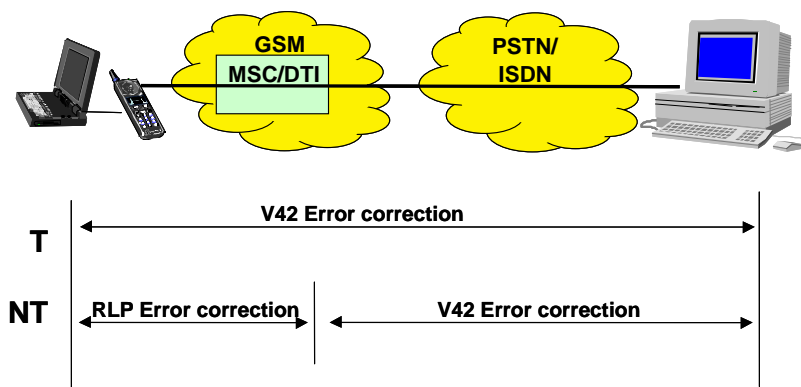 GSM
MSC/DTI
PSTN/
ISDN
V42 Error correction
T
RLP Error correction
V42 Error correction
NT